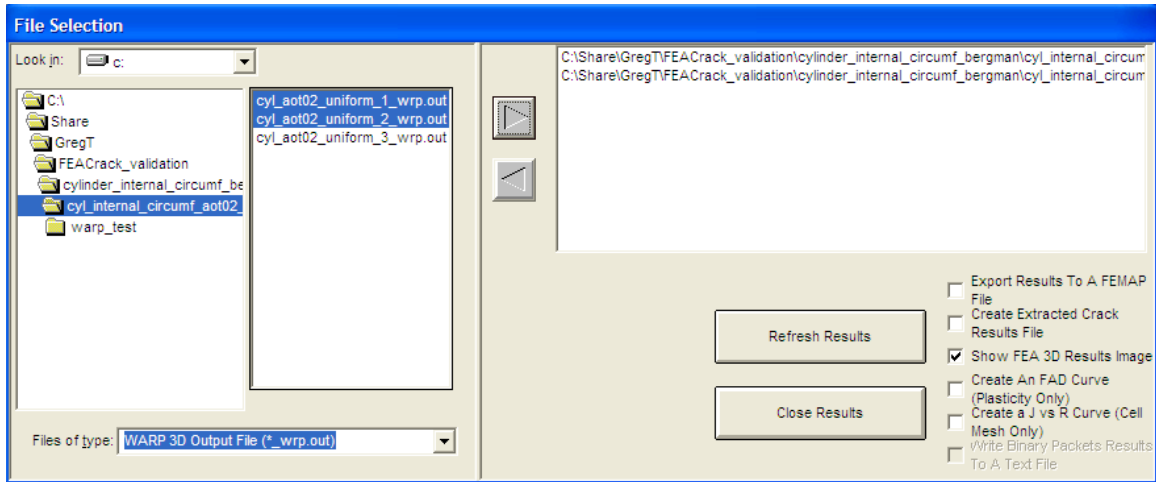 File Selection
Look in:
c:
C:\
Share
GregT
FEACrack_validation
cylinder_internal_circumf_be
cyl_internal_circumf_aot02_
warp_test
cyl_aot02_uniform_1_wrp.out
cyl_aot02_uniform_2_wrp.out
cyl_aot02_uniform_3_wrp.out
Files of type:
WARP 3D Output File (*_wrp.out)
C:\Share\GregT\FEACrack_validation\cylinder_internal_circumf_bergman\cyl_internal_circum
C:\Share\GregT\FEACrack_validation\cylinder_internal_circumf_bergman\cyl_internal_circum
Refresh Results
Close Results
Export Results To A FEMAP
File
Create Extracted Crack
Results File
Show FEA 3D Results Image
Create An FAD Curve
(Plasticity Only)
Create a J vs R Curve (Cell
Mesh Only)
Write Binary Packets Results
To A Text File